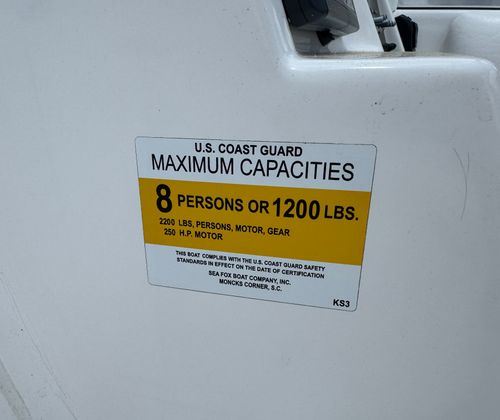 U.S. COAST GUARD
MAXIMUM CAPACITIES
8 PERSONS OR 1200 LBS.
2200 LBS, PERSONS, MOTOR, GEAR
250 H.P. MOTOR
THIS BOAT COMPLIES WITH THE U.S. COAST GUARD SAFETY
STANDARDS IN EFFECT ON THE DATE OF CERTIFICATION
SEA FOX BOAT COMPANY, INC.
MONCKS CORNER, S.C.
KS3